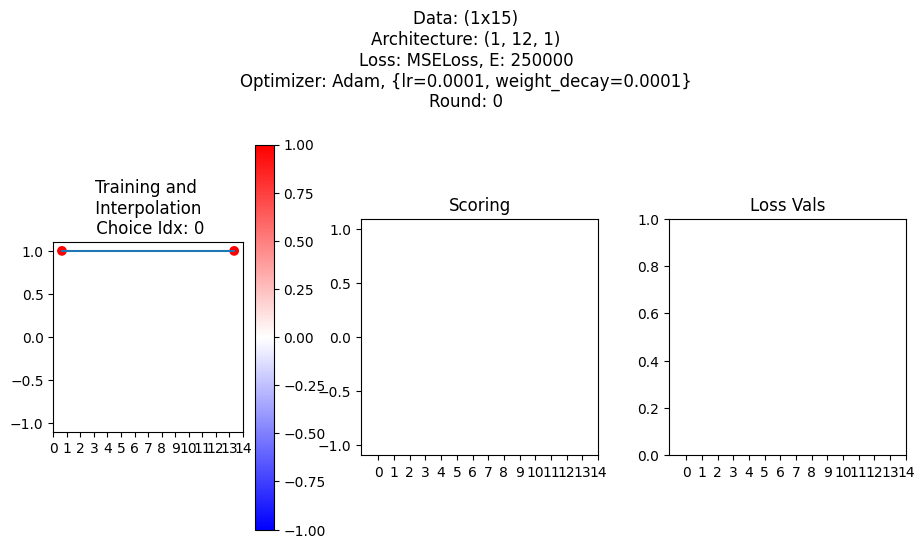 Data: (1x15)
Architecture: (1, 12, 1)
Loss: MSELoss, E: 250000
Optimizer: Adam, {lr=0.0001, weight_decay=0.0001}
Round: 0
Training and
Interpolation
Choice Idx: 0
1.0
0.5
0.0
−0.5
−1.0
0 1 2 3 4 5 6 7 8 9 10 11 12 13 14
1.00
0.75
0.50
0.25
0.00
−0.25
−0.50
−0.75
−1.00
Scoring
1.0
0.5
0.0
−0.5
−1.0
0 1 2 3 4 5 6 7 8 9 10 11 12 13 14
Loss Vals
1.0
0.8
0.6
0.4
0.2
0.0
0 1 2 3 4 5 6 7 8 9 10 11 12 13 14